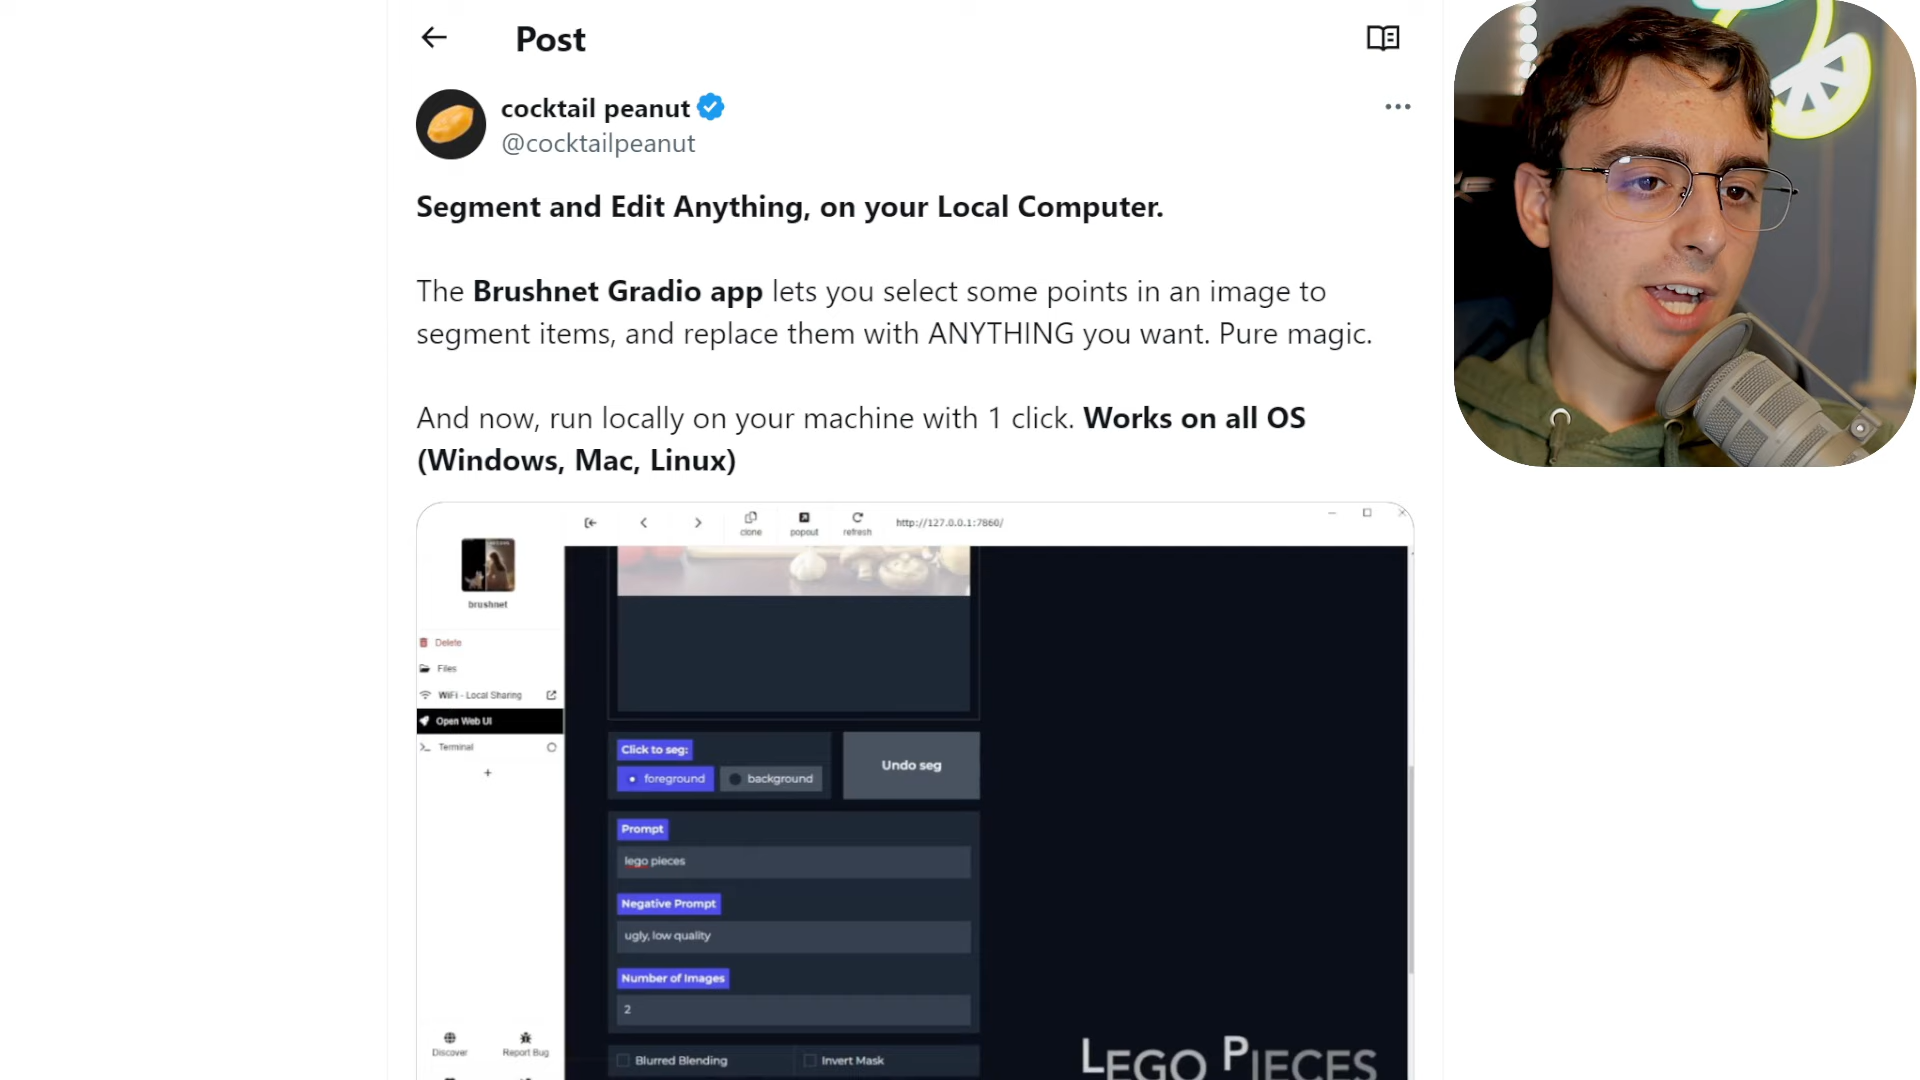 Post
cocktail peanut
@cocktailpeanut
Segment and Edit Anything, on your Local Computer.
The Brushnet Gradio app lets you select some points in an image to
segment items, and replace them with ANYTHING you want. Pure magic.
And now, run locally on your machine with 1 click. Works on all OS
(Windows, Mac, Linux)
clone
popout
refresh
http://127.0.0.1:7860/
brushnet
Delete
Files
WiFi - Local Sharing
Open Web UI
Terminal
Click to seg:
foreground
background
Undo seg
Prompt
lego pieces
Negative Prompt
ugly, low quality
Number of Images
2
Blurred Blending
Invert Mask
Discover
Report Bug
LEGO PIECES